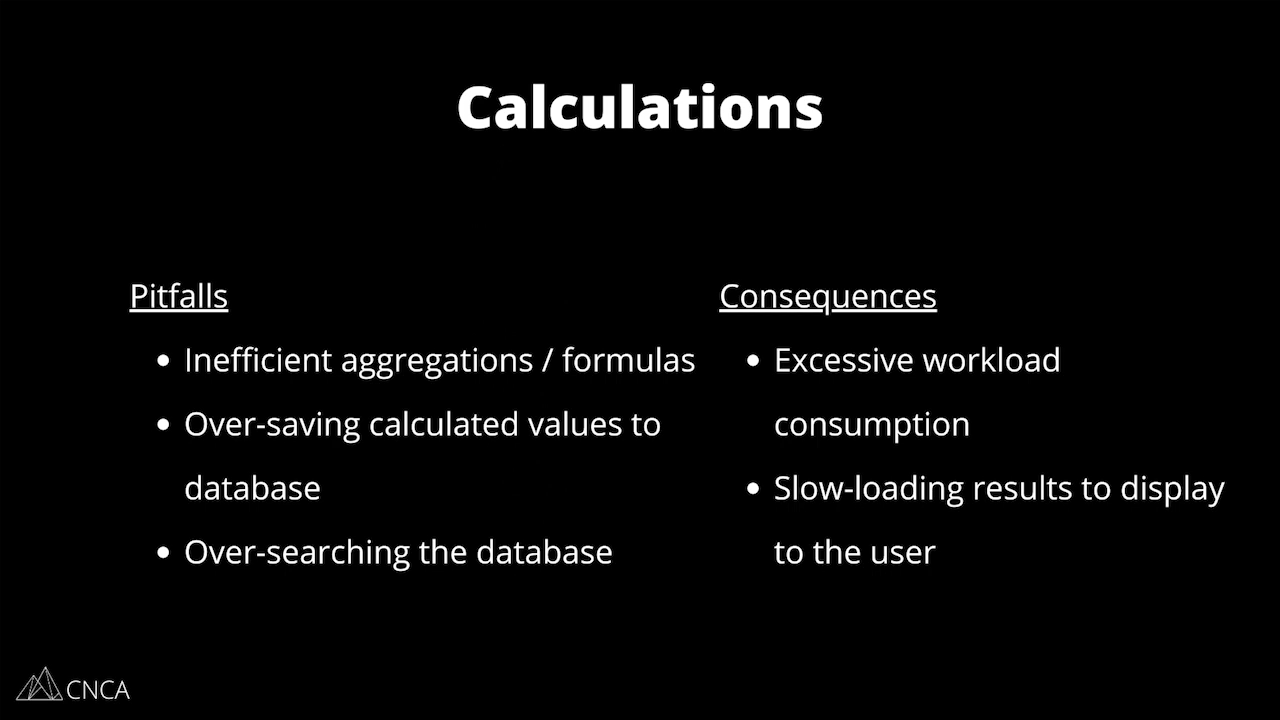 Calculations
Pitfalls
• Inefficient aggregations / formulas
• Over-saving calculated values to
database
• Over-searching the database
Consequences
• Excessive workload
consumption
• Slow-loading results to display
to the user
CNCA